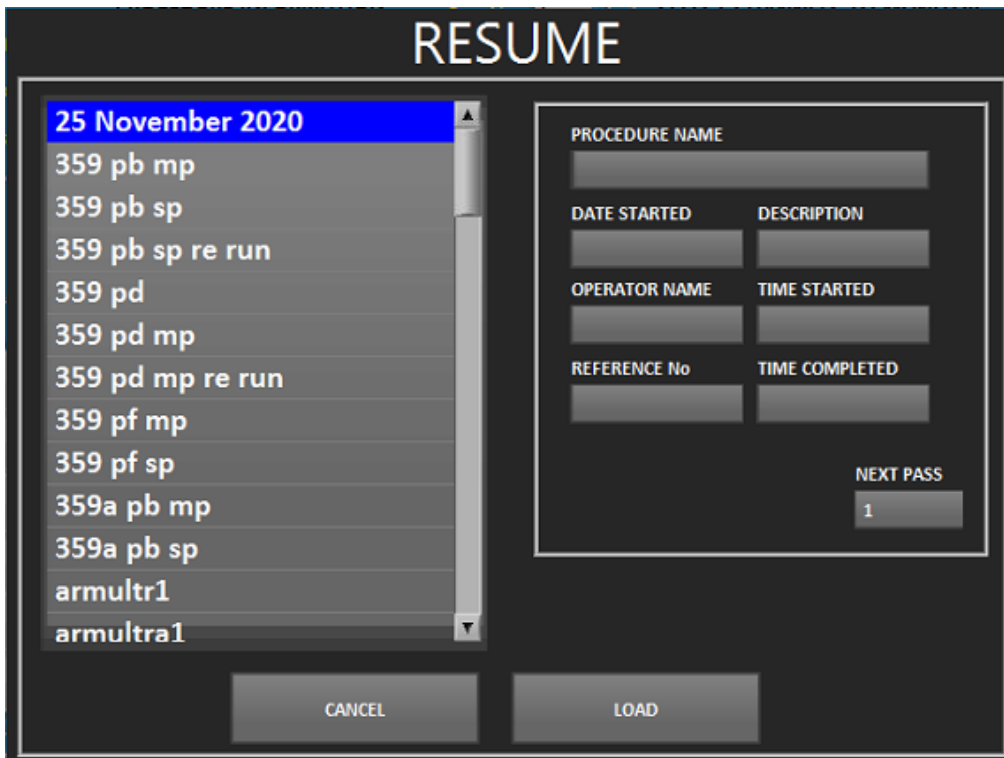 RESUME
25 November 2020
359 pb mp
359 pb sp
359 pb sp re run
359 pd
359 pd mp
359 pd mp re run
359 pf mp
359 pf sp
359a pb mp
359a pb sp
armultr1
armultra1
PROCEDURE NAME
DATE STARTED DESCRIPTION
OPERATOR NAME TIME STARTED
REFERENCE No TIME COMPLETED
NEXT PASS
1
CANCEL LOAD